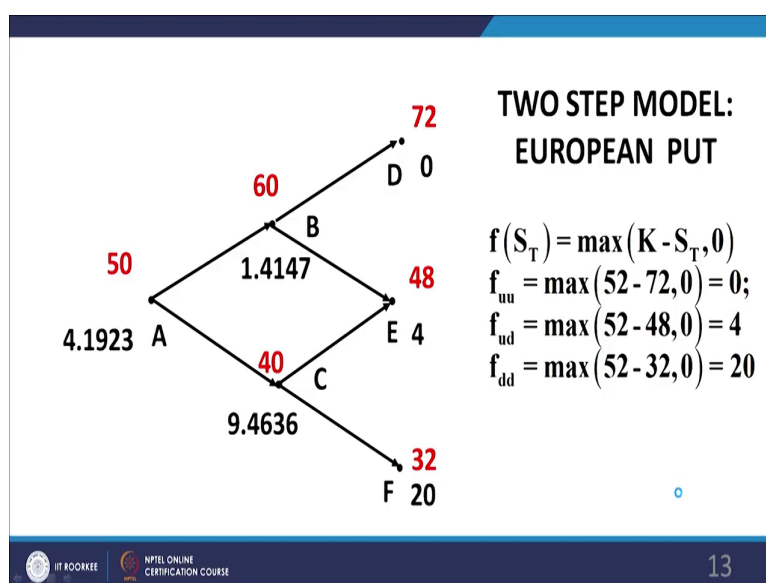 TWO STEP MODEL:
EUROPEAN PUT
72
D 0
60
B
1.4147
50
4.1923 A
48
E 4
40
C
9.4636
32
F 20
f(S_T) = max(K-S_T,0)
f_uu = max(52-72,0) = 0;
f_ud = max(52-48,0) = 4
f_dd = max(52-32,0) = 20
IIT ROORKEE
NPTEL ONLINE
CERTIFICATION COURSE
13